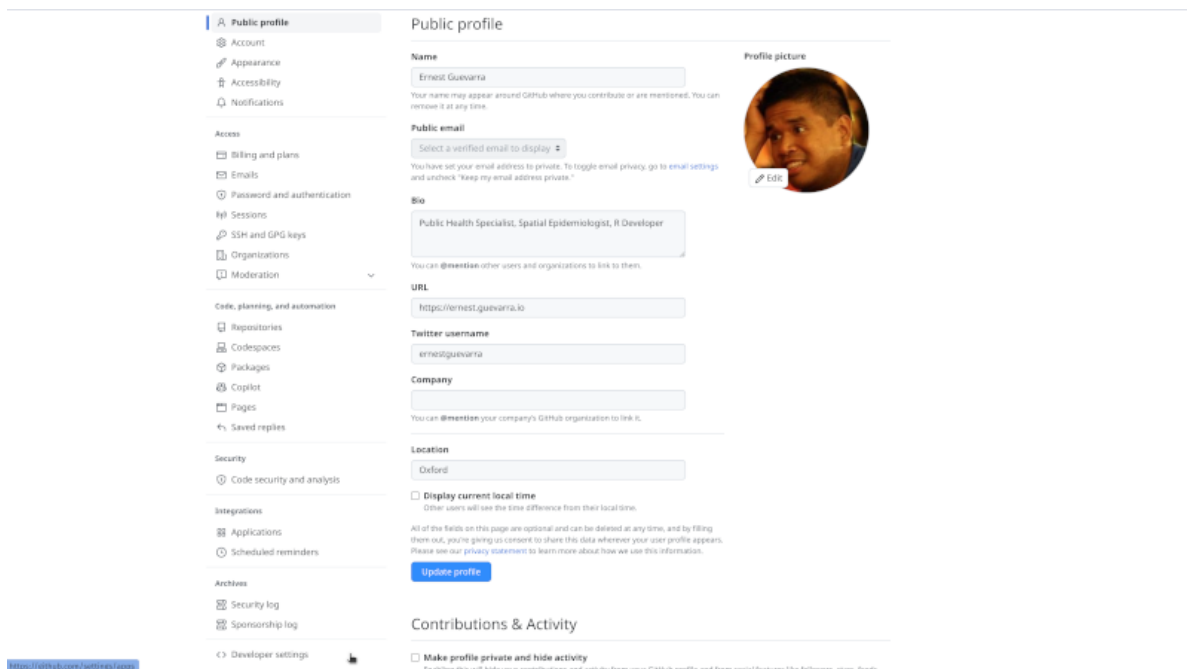 Public profile
Account
Appearance
Accessibility
Notifications
Access
Billing and plans
Emails
Password and authentication
Sessions
SSH and GPG keys
Organizations
Moderation
Code, planning, and automation
Repositories
Codespaces
Packages
Copilot
Pages
Saved replies
Security
Code security and analysis
Integrations
Applications
Scheduled reminders
Archives
Security log
Sponsorship log
Developer settings
https://github.com/settings/apps
Public profile
Name
Ernest Guevarra
Your name may appear around GitHub where you contribute or are mentioned. You can
remove it at any time.
Public email
Select a verified email to display
You have set your email address to private. To toggle email privacy, go to email settings
and uncheck "Keep my email address private."
Bio
Public Health Specialist, Spatial Epidemiologist, R Developer
You can @mention other users and organizations to link to them.
URL
https://ernest.guevarra.io
Twitter username
ernestguevarra
Company
You can @mention your company's GitHub organization to link it.
Location
Oxford
Display current local time
Other users will see the time difference from their local time.
All of the fields on this page are optional and can be deleted at any time, and by filling
them out, you're giving us consent to share this data wherever your user profile appears.
Please see our privacy statement to learn more about how we use this information.
Update profile
Contributions & Activity
Make profile private and hide activity
Profile picture
Edit